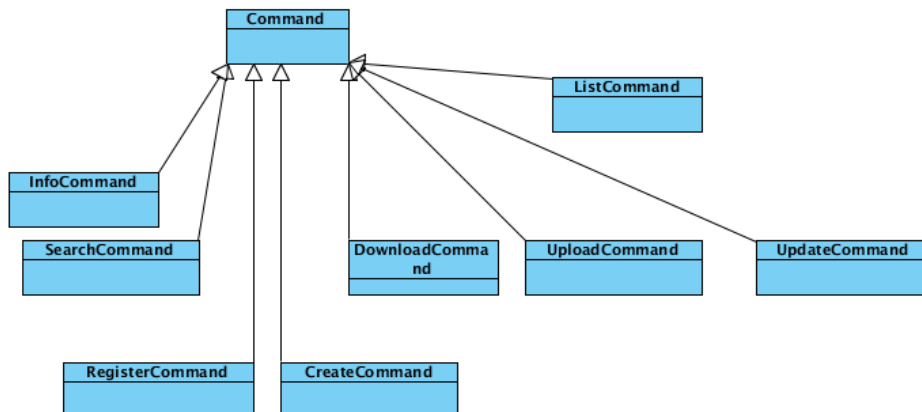 Command
ListCommand
InfoCommand
SearchCommand
DownloadComma
nd
UploadCommand
UpdateCommand
RegisterCommand
CreateCommand